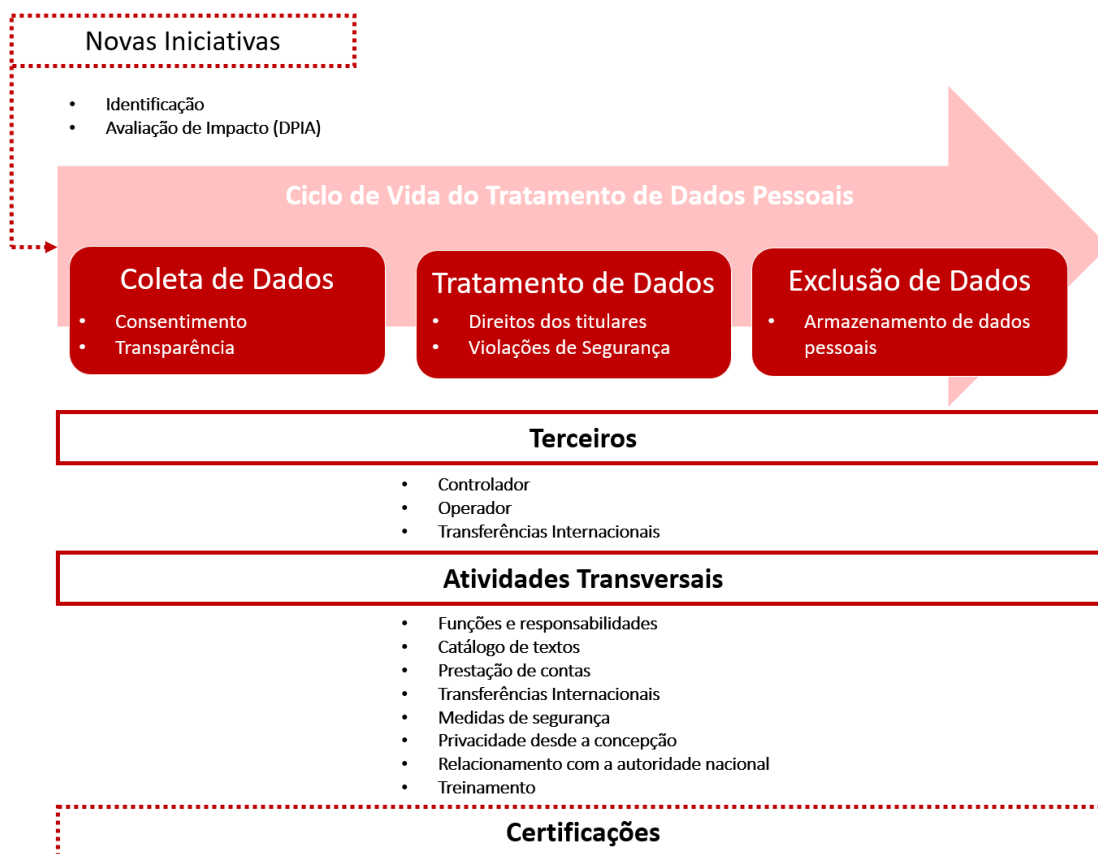 Novas Iniciativas
• Identificação
• Avaliação de Impacto (DPIA)
Ciclo de Vida do Tratamento de Dados Pessoais
Coleta de Dados
• Consentimento
• Transparência
Tratamento de Dados
• Direitos dos titulares
• Violações de Segurança
Exclusão de Dados
• Armazenamento de dados
pessoais
Terceiros
• Controlador
• Operador
• Transferências Internacionais
Atividades Transversais
• Funções e responsabilidades
• Catálogo de textos
• Prestação de contas
• Transferências Internacionais
• Medidas de segurança
• Privacidade desde a concepção
• Relacionamento com a autoridade nacional
• Treinamento
Certificações